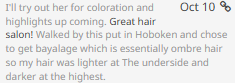 I'll try out her for coloration and Oct 10
highlights up coming. Great hair
salon! Walked by this put in Hoboken and chose
to get bayalage which is essentially ombre hair
so my hair was lighter at The underside and
darker at the highest.